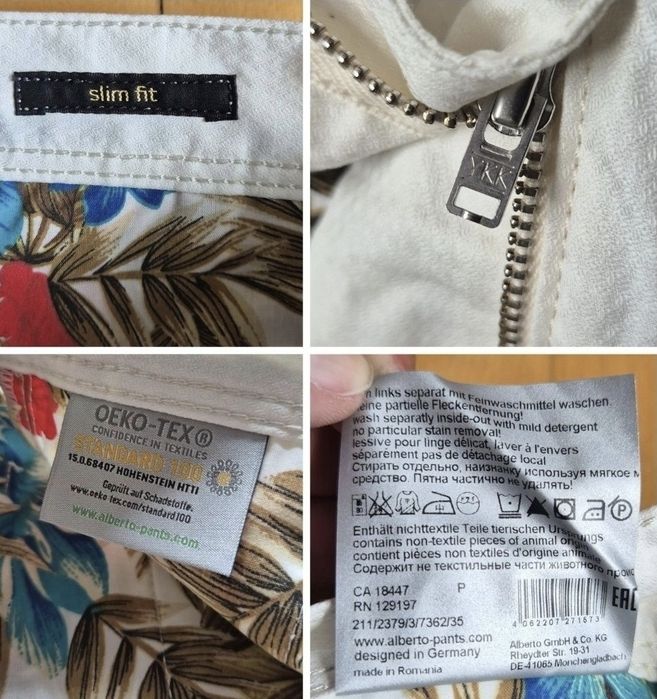 slim fit
YKK
OEKO-TEX®
CONFIDENCE IN TEXTILES
STANDARD 100
15.0.68407 HOHENSTEIN HTTI
Geprüft auf Schadstoffe.
www.oeko-tex.com/standard100
www.alberto-pants.com
links separat mit Feinwaschmittel waschen.
keine partielle Fleckentfernung!
wash separatly inside-out with mild detergent
no particular stain removal!
lessive pour linge délicat, laver à l'envers
séparément pas de détachage local
Стирать отдельно, наизнанку используя мягкое
средство. Пятна частично не удалять!
Enthält nichttextile Teile tierischen Ursprungs
contains non-textile pieces of animal origin
contient pièces non textiles d'origine animale
Содержит не текстильные части животного
CA 18447 P
RN 129197
211/2379/3/7362/35
4 062207 271573
EAC
www.alberto-pants.com
designed in Germany
made in Romania
Alberto GmbH & Co. KG
Rheydter Str. 19-31
DE-41065 Mönchengladbach